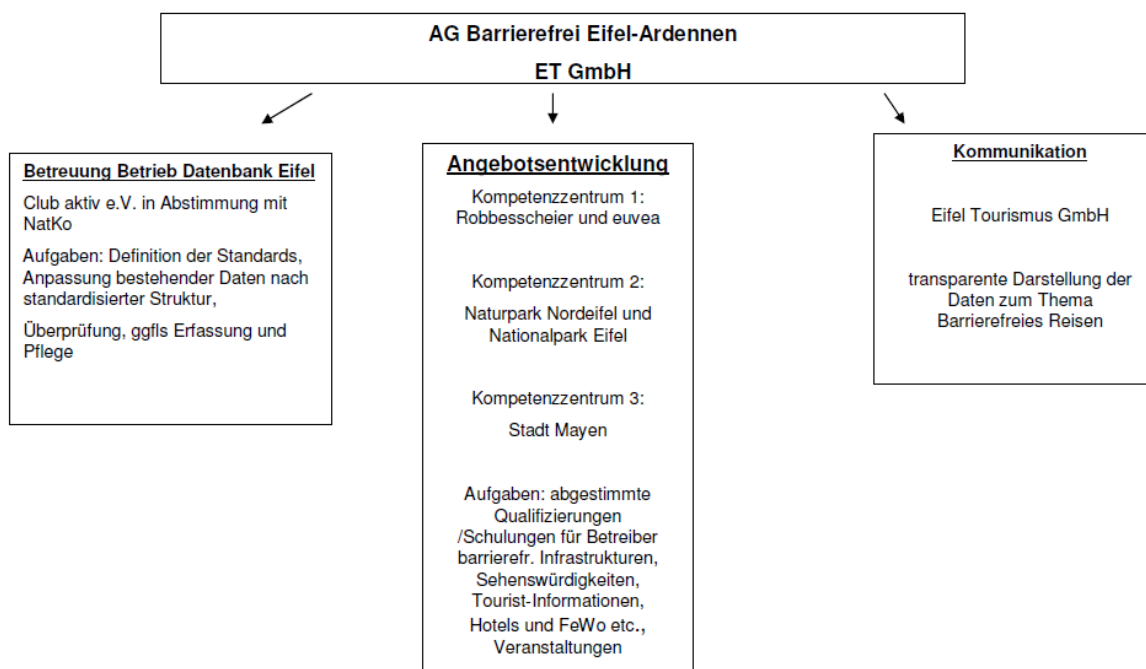 AG Barrierefrei Eifel-Ardennen
ET GmbH
Betreuung Betrieb Datenbank Eifel
Club aktiv e.V. in Abstimmung mit
NatKo
Aufgaben: Definition der Standards,
Anpassung bestehender Daten nach
standardisierter Struktur,
Überprüfung, ggfls Erfassung und
Pflege
Angebotsentwicklung
Kompetenzzentrum 1:
Robbesscheier und euvea
Kompetenzzentrum 2:
Naturpark Nordeifel und
Nationalpark Eifel
Kompetenzzentrum 3:
Stadt Mayen
Aufgaben: abgestimmte
Qualifizierungen
/Schulungen für Betreiber
barrierefr. Infrastrukturen,
Sehenswürdigkeiten,
Tourist-Informationen,
Hotels und FeWo etc.,
Veranstaltungen
Kommunikation
Eifel Tourismus GmbH
transparente Darstellung der
Daten zum Thema
Barrierefreies Reisen